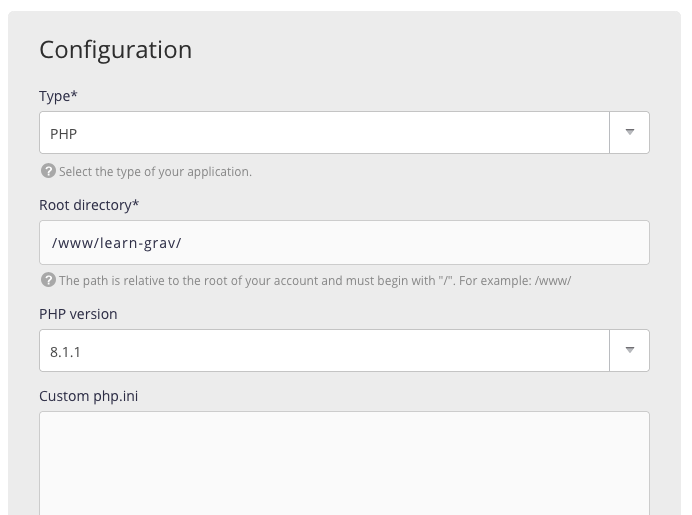 Configuration
Type*
PHP
? Select the type of your application.
Root directory*
/www/learn-grav/
? The path is relative to the root of your account and must begin with "/". For example: /www/
PHP version
8.1.1
Custom php.ini